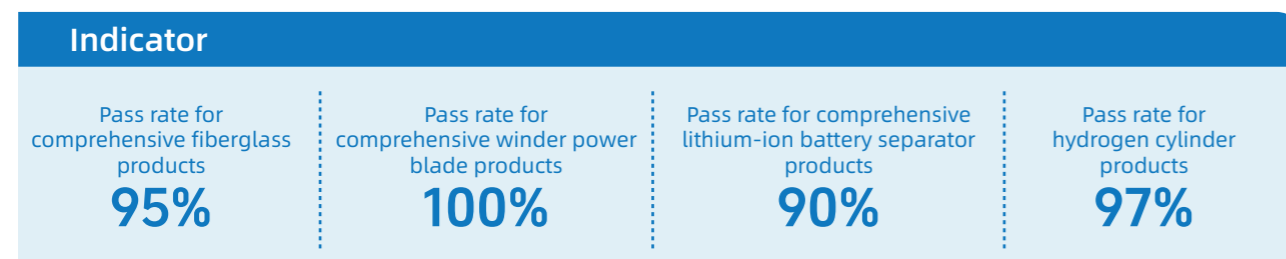 Indicator
Pass rate for
comprehensive fiberglass
products
95%
Pass rate for
comprehensive winder power
blade products
100%
Pass rate for comprehensive
lithium-ion battery separator
products
90%
Pass rate for
hydrogen cylinder
products
97%